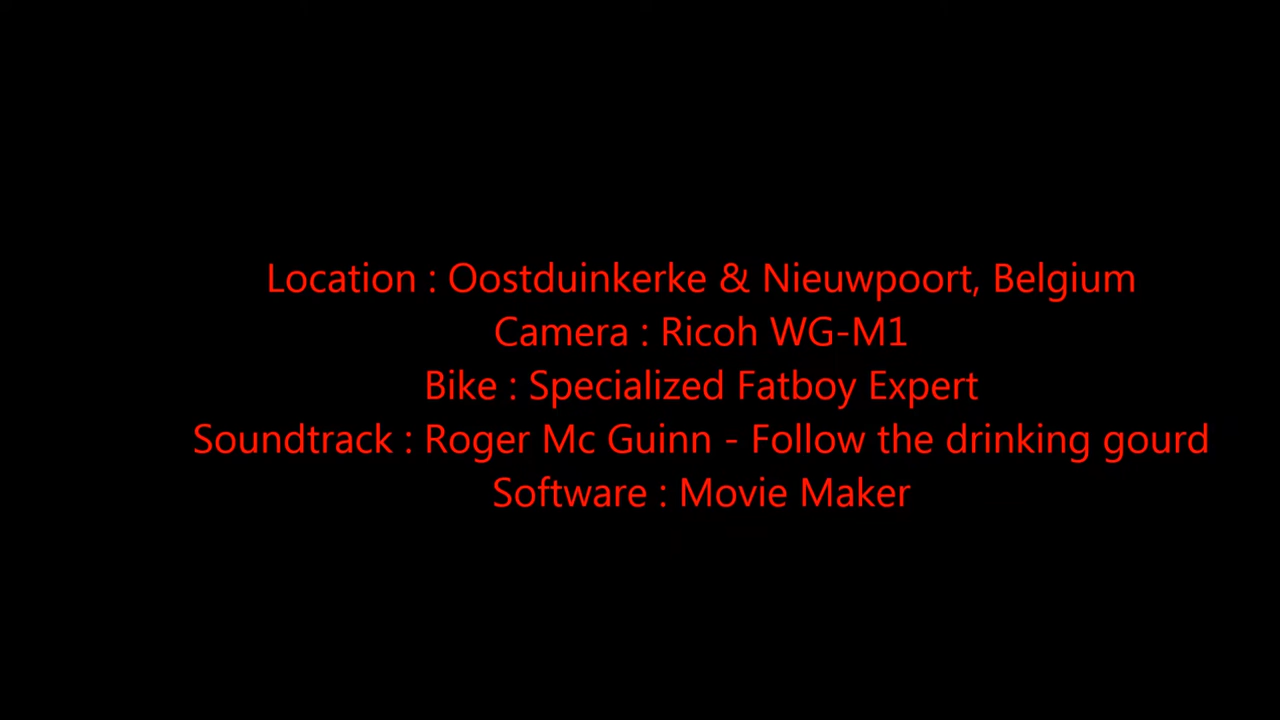 Location : Oostduinkerke & Nieuwpoort, Belgium
Camera : Ricoh WG-M1
Bike : Specialized Fatboy Expert
Soundtrack : Roger Mc Guinn - Follow the drinking gourd
Software : Movie Maker